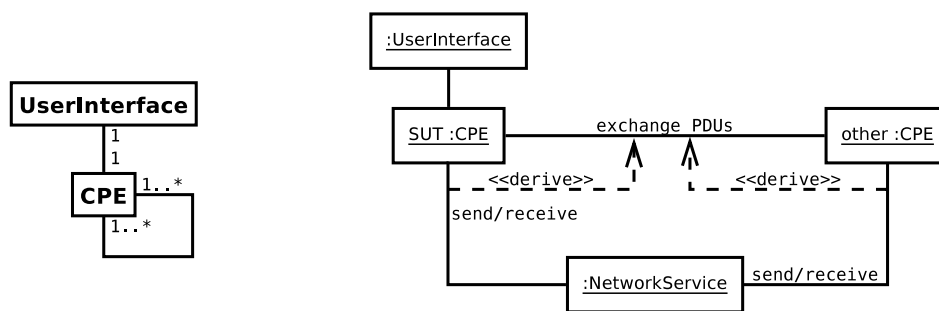 UserInterface
1
1
CPE
1..*
1..*
:UserInterface
SUT :CPE
exchange PDUs
other :CPE
<<derive>>
<<derive>>
send/receive
:NetworkService
send/receive